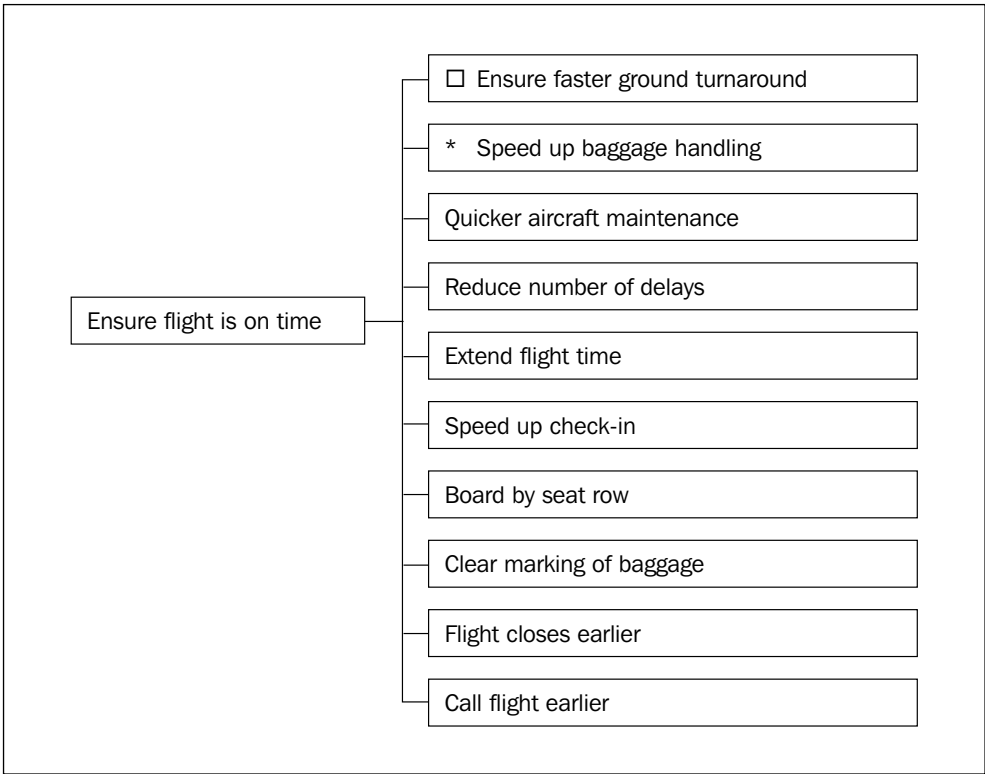 □ Ensure faster ground turnaround
* Speed up baggage handling
Quicker aircraft maintenance
Reduce number of delays
Ensure flight is on time
Extend flight time
Speed up check-in
Board by seat row
Clear marking of baggage
Flight closes earlier
Call flight earlier